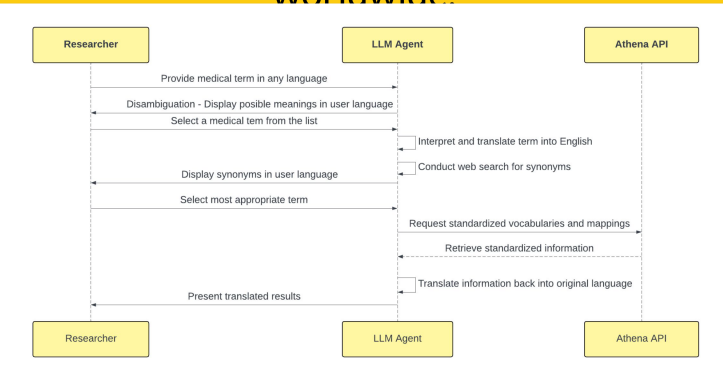 Researcher
LLM Agent
Athena API
Provide medical term in any language
Disambiguation - Display posible meanings in user language
Select a medical tem from the list
Interpret and translate term into English
Conduct web search for synonyms
Display synonyms in user language
Select most appropriate term
Request standardized vocabularies and mappings
Retrieve standardized information
Translate information back into original language
Present translated results
Researcher
LLM Agent
Athena API